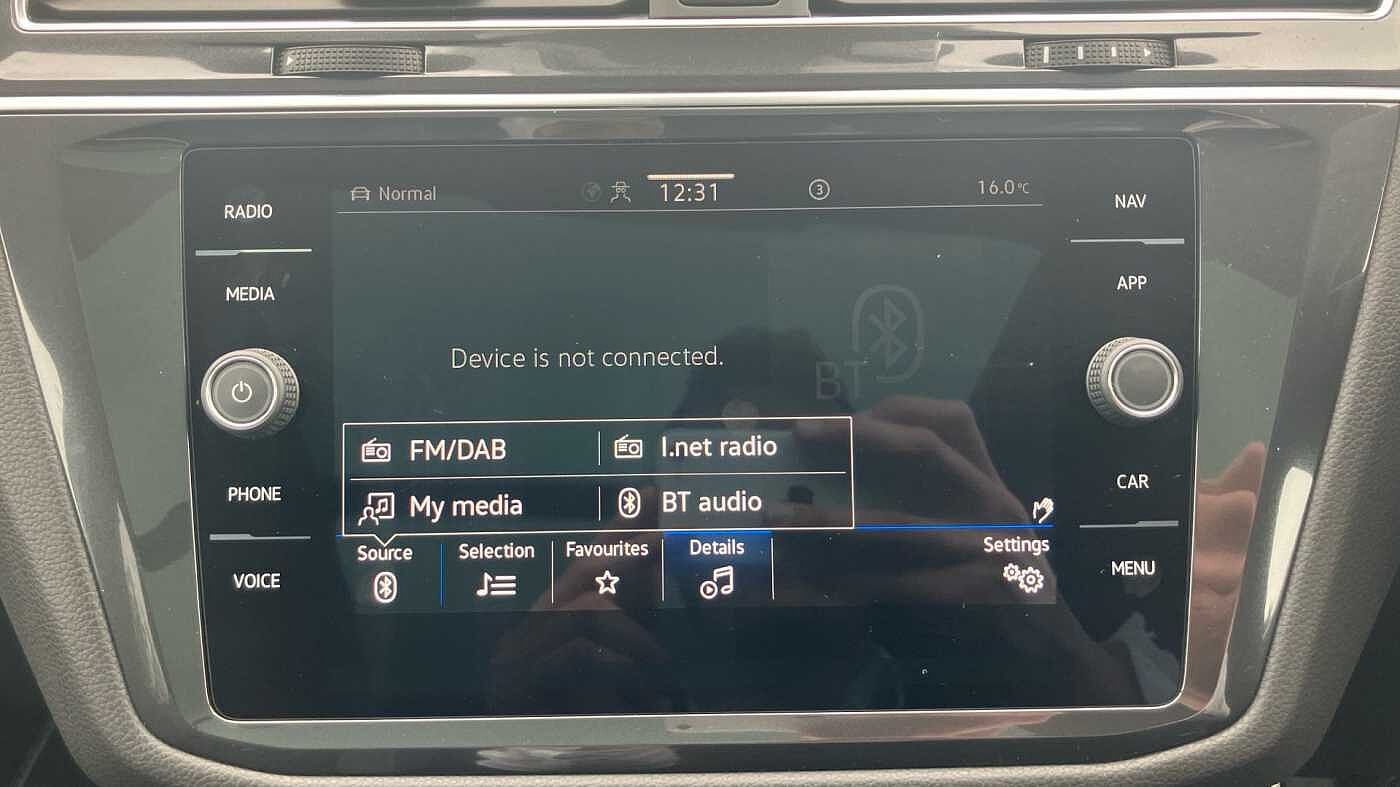 Normal
12:31
3
16.0°C
RADIO
MEDIA
PHONE
VOICE
NAV
APP
CAR
MENU
Device is not connected.
BT
FM/DAB
I.net radio
My media
BT audio
Source
Selection
Favourites
Details
Settings